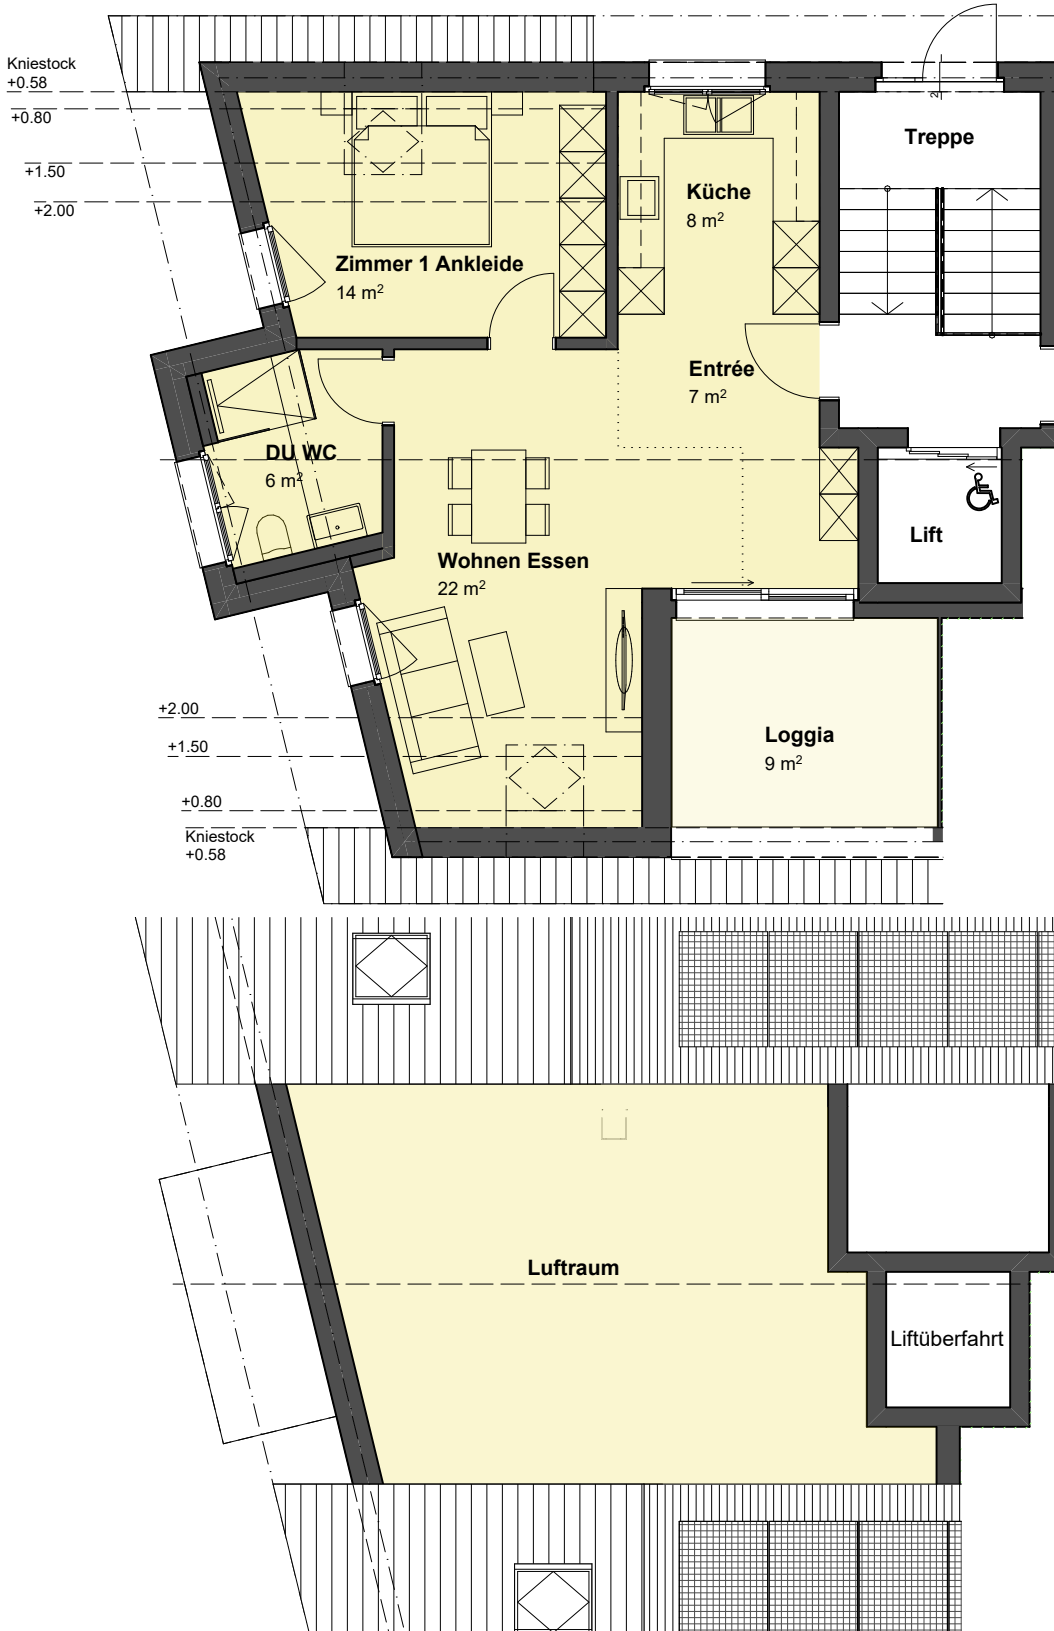 Kniestock
+0.58
+0.80
+1.50
+2.00
2
Treppe
Küche
8 m²
Zimmer 1 Ankleide
14 m²
Entrée
7 m²
DU WC
6 m²
Lift
Wohnen Essen
22 m²
+2.00
+1.50
+0.80
Kniestock
+0.58
Loggia
9 m²
Luftraum
Liftüberfahrt